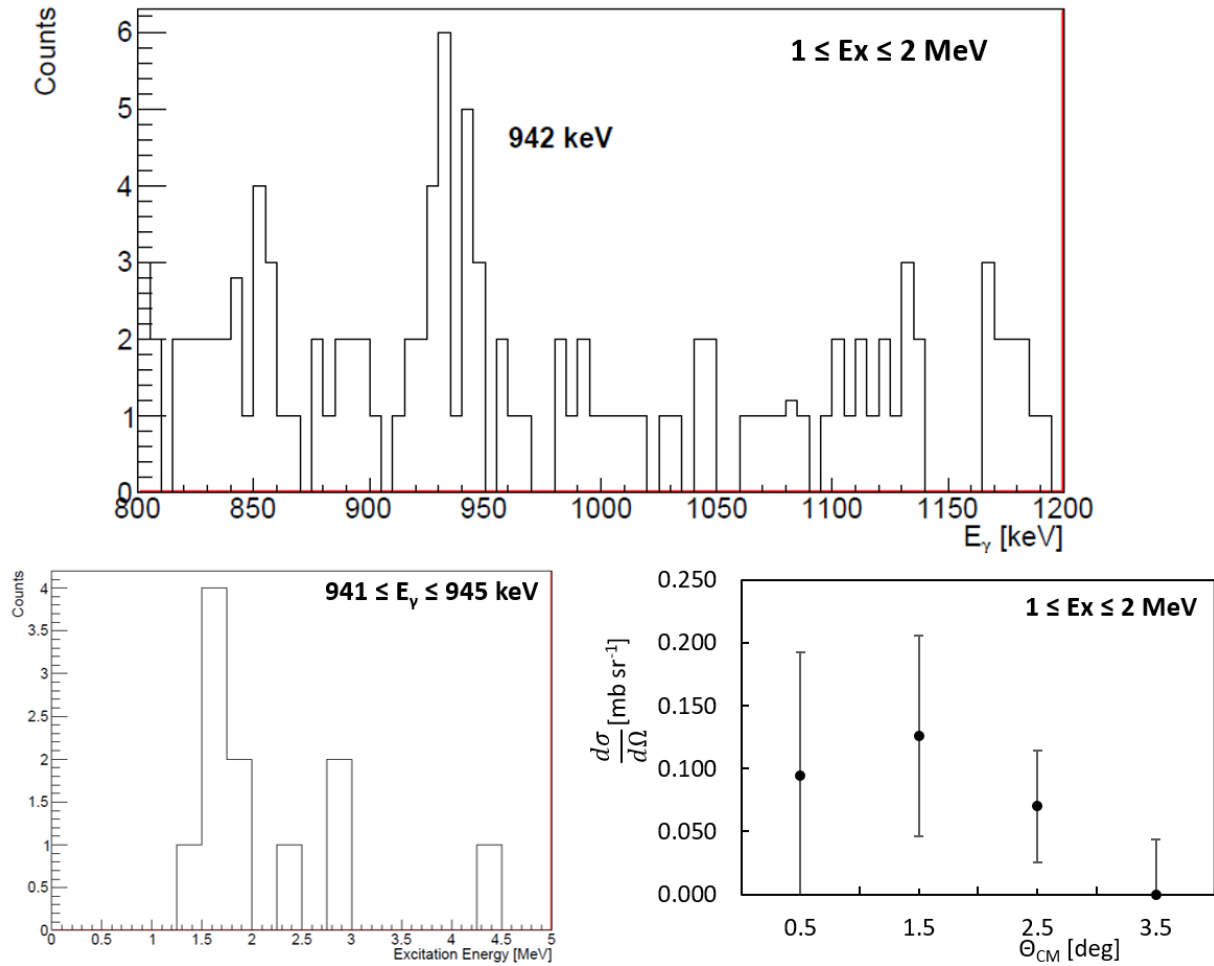 Counts
6
5
4
3
2
1
0
1 ≤ Ex ≤ 2 MeV
942 keV
800 850 900 950 1000 1050 1100 1150 1200
E_γ [keV]
Counts
4
3.5
3
2.5
2
1.5
1
0.5
0
941 ≤ E_γ ≤ 945 keV
0 0.5 1 1.5 2 2.5 3 3.5 4 4.5 5
Excitation Energy [MeV]
dσ/dΩ [mb sr⁻¹]
0.250
0.200
0.150
0.100
0.050
0.000
1 ≤ Ex ≤ 2 MeV
0.5 1.5 2.5 3.5
Θ_CM [deg]